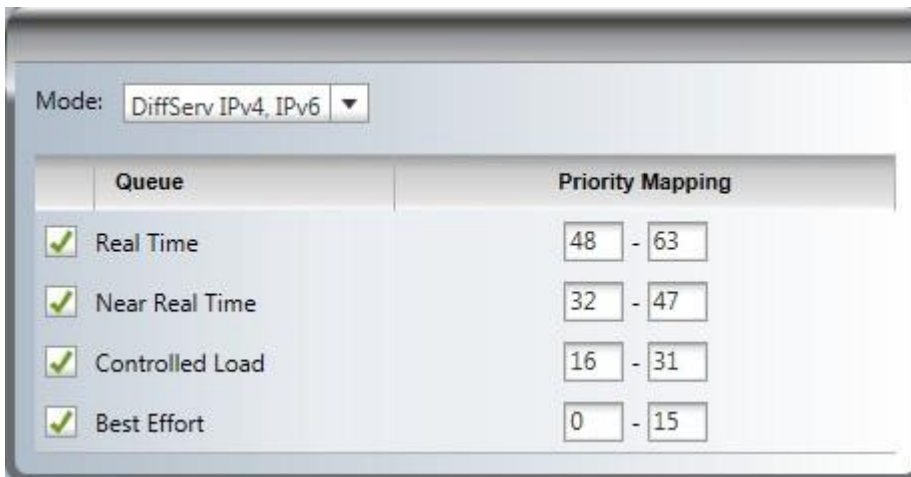 Mode: DiffServ IPv4, IPv6
Queue Priority Mapping
Real Time 48 - 63
Near Real Time 32 - 47
Controlled Load 16 - 31
Best Effort 0 - 15